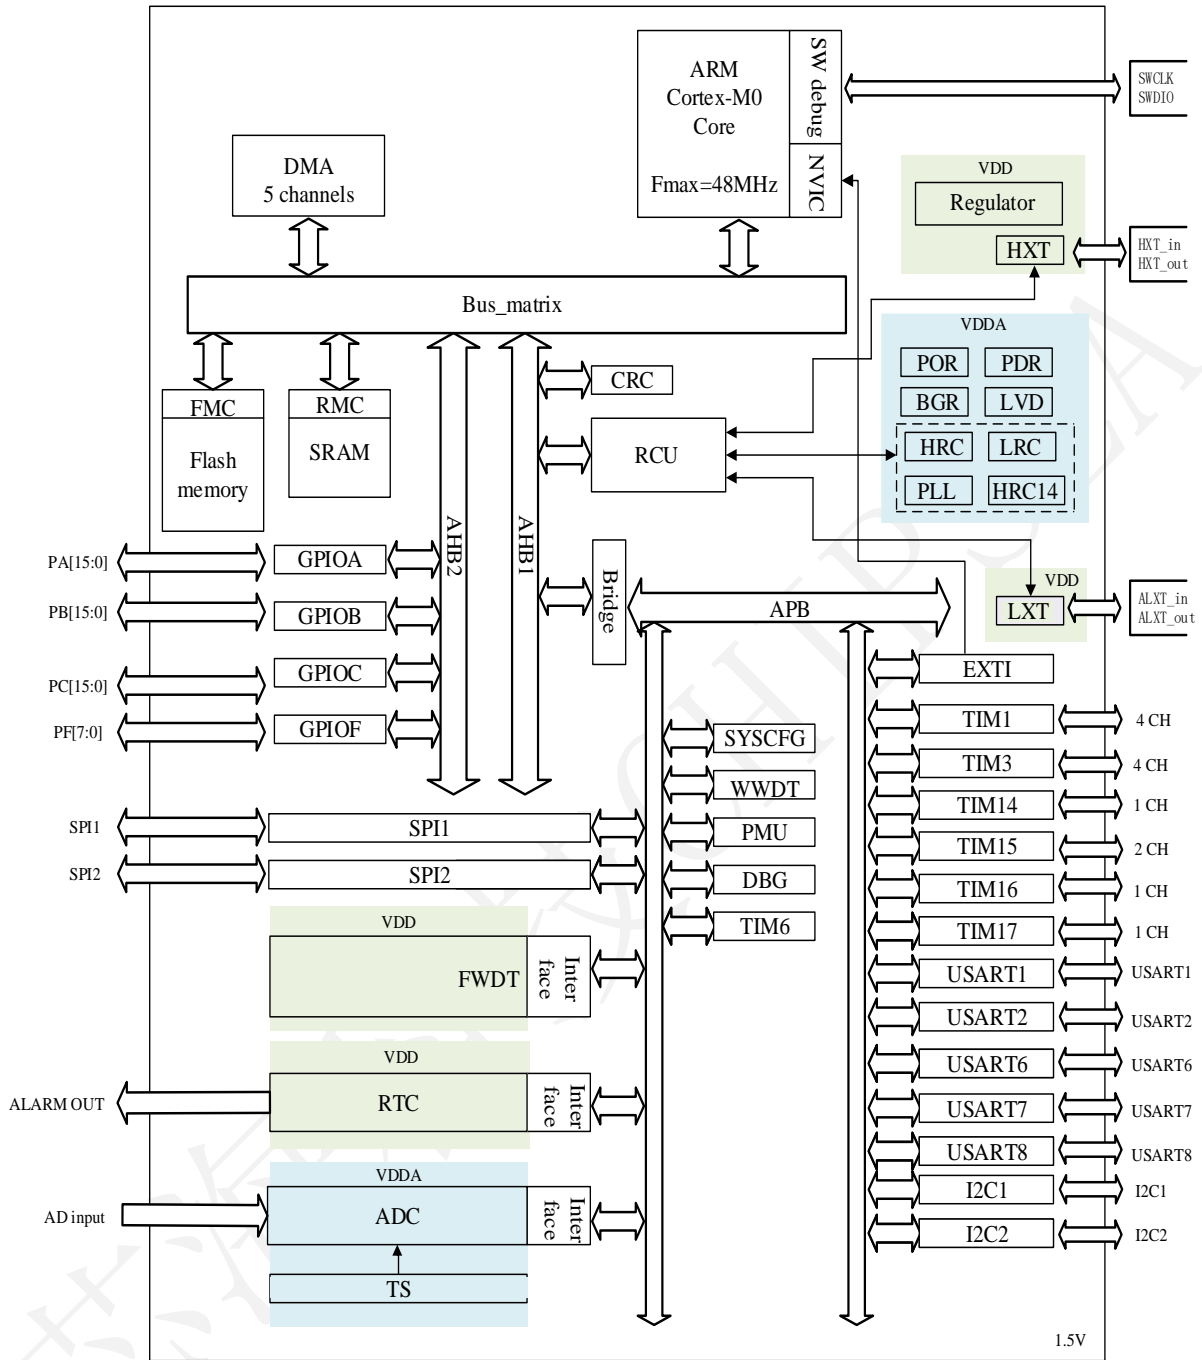 ARM
Cortex-M0
Core
Fmax=48MHz
SW debug
NVIC
SWCLK
SWDIO
DMA
5 channels
VDD
Regulator
HXT
HXT_in
HXT_out
Bus_matrix
VDDA
POR
PDR
BGR
LVD
HRC
LRC
PLL
HRC14
FMC
Flash
memory
RMC
SRAM
CRC
RCU
AHB2
AHB1
Bridge
APB
VDD
LXT
ALXT_in
ALXT_out
PA[15:0]
GPIOA
PB[15:0]
GPIOB
PC[15:0]
GPIOC
PF[7:0]
GPIOF
EXTI
TIM1
4 CH
SYSCFG
TIM3
4 CH
WWDT
TIM14
1 CH
SPI1
SPI1
PMU
TIM15
2 CH
SPI2
SPI2
DBG
TIM16
1 CH
TIM6
TIM17
1 CH
VDD
FWDT
Inter
face
USART1
USART1
USART2
USART2
VDD
USART6
USART6
ALARM OUT
RTC
Inter
face
USART7
USART7
USART8
USART8
VDDA
I2C1
I2C1
AD input
ADC
Inter
face
I2C2
I2C2
TS
1.5V